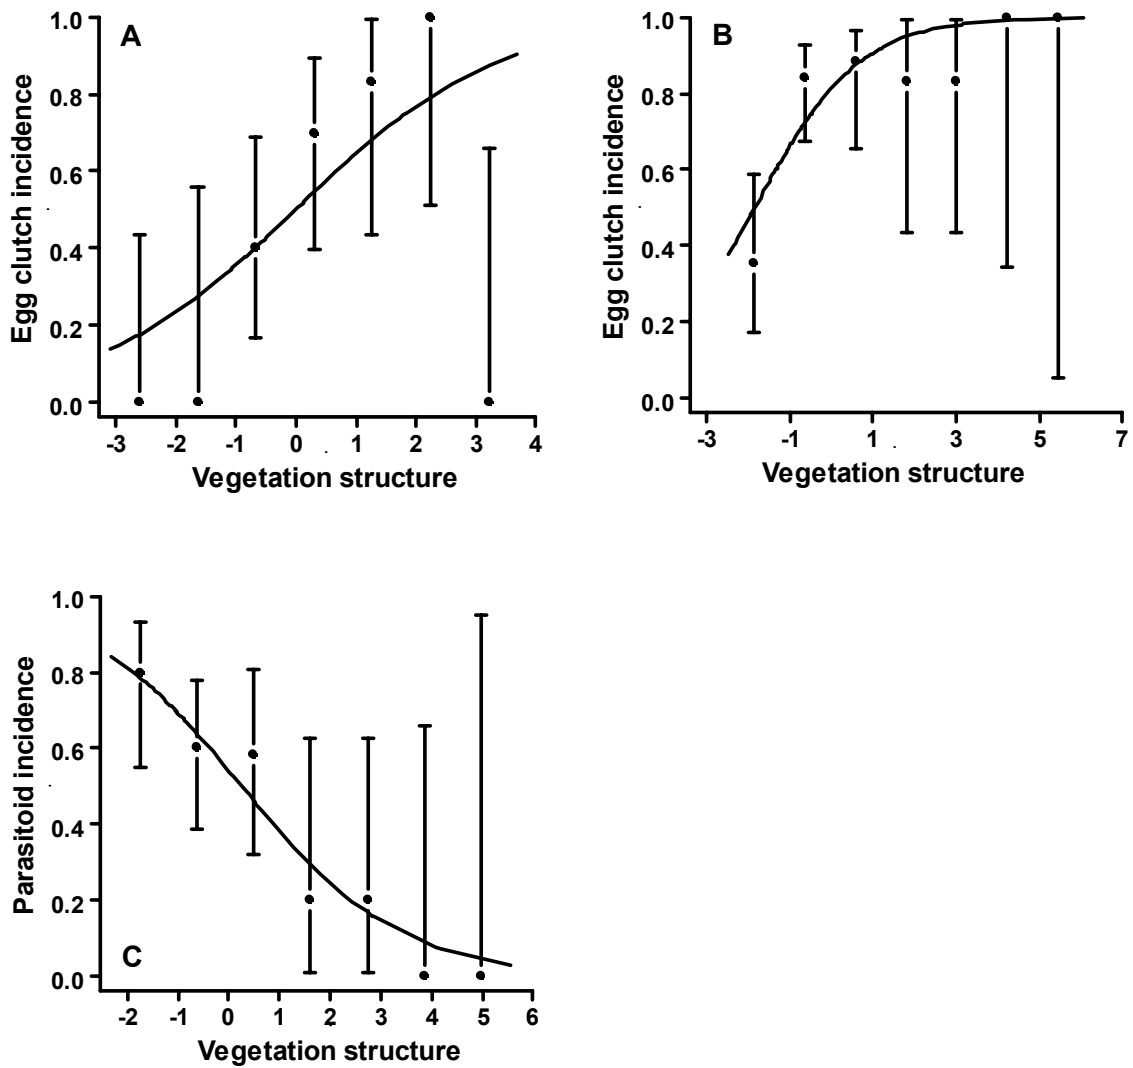 A
Egg clutch incidence
1.0
0.8
0.6
0.4
0.2
0.0
-3 -2 -1 0 1 2 3 4
Vegetation structure
B
Egg clutch incidence
1.0
0.8
0.6
0.4
0.2
0.0
-3 -1 1 3 5 7
Vegetation structure
C
Parasitoid incidence
1.0
0.8
0.6
0.4
0.2
0.0
-2 -1 0 1 2 3 4 5 6
Vegetation structure